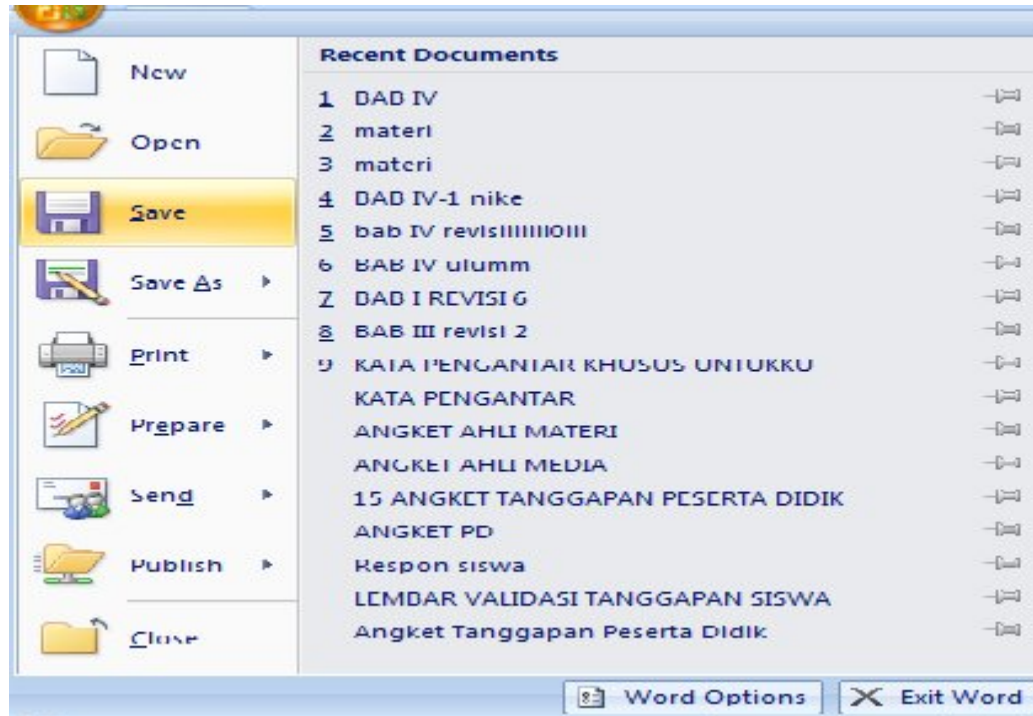 New
Open
Save
Save As
Print
Prepare
Send
Publish
Close
Recent Documents
1 BAB IV
2 materi
3 materi
4 BAB IV-1 nike
5
bab IV
6 BAB IV ulumm
7 BAB I REVISI 6
8 BAB III revisi 2
9 KATA PENGANTAR KHUSUS UNTUKKU
KATA PENGANTAR
ANGKET AHLI MATERI
ANGKET AHLI MEDIA
15 ANGKET TANGGAPAN PESERTA DIDIK
ANGKET PD
Respon siswa
LEMBAR VALIDASI TANGGAPAN SISWA
Angket Tanggapan Peserta Didik
Word Options
Exit Word